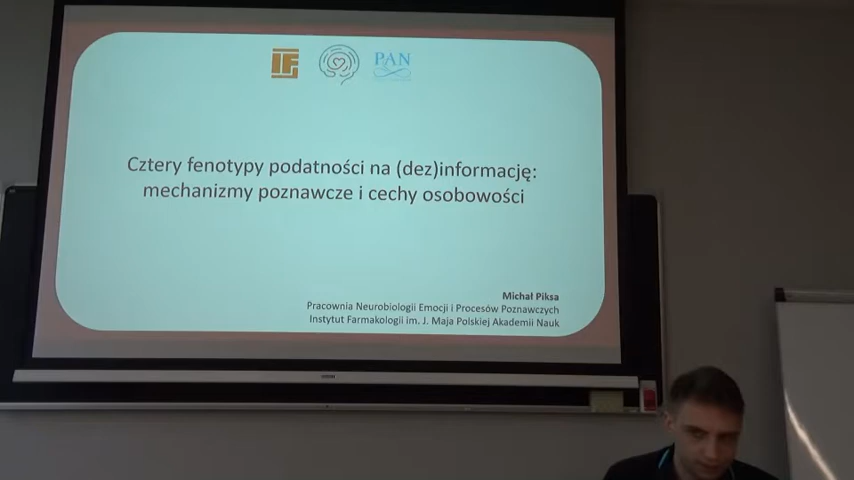 IF
PAN
Cztery fenotypy podatności na (dez)informację:
mechanizmy poznawcze i cechy osobowości
Michał Piksa
Pracownia Neurobiologii Emocji i Procesów Poznawczych
Instytut Farmakologii im. J. Maja Polskiej Akademii Nauk